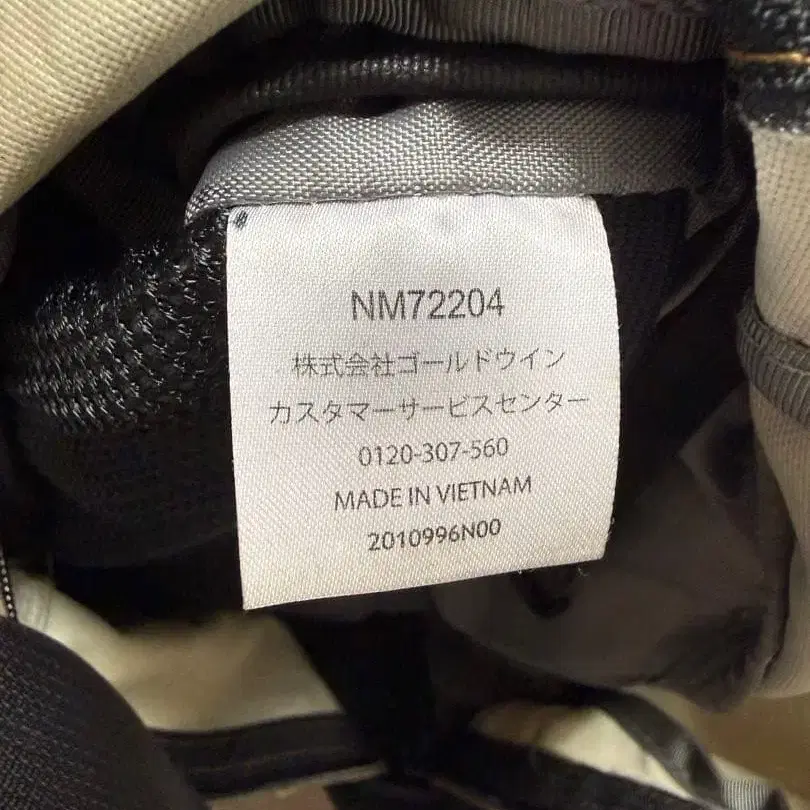 NM72204
株式会社ゴールドウイン
カスタマーサービスセンター
0120-307-560
MADE IN VIETNAM
2010996N00